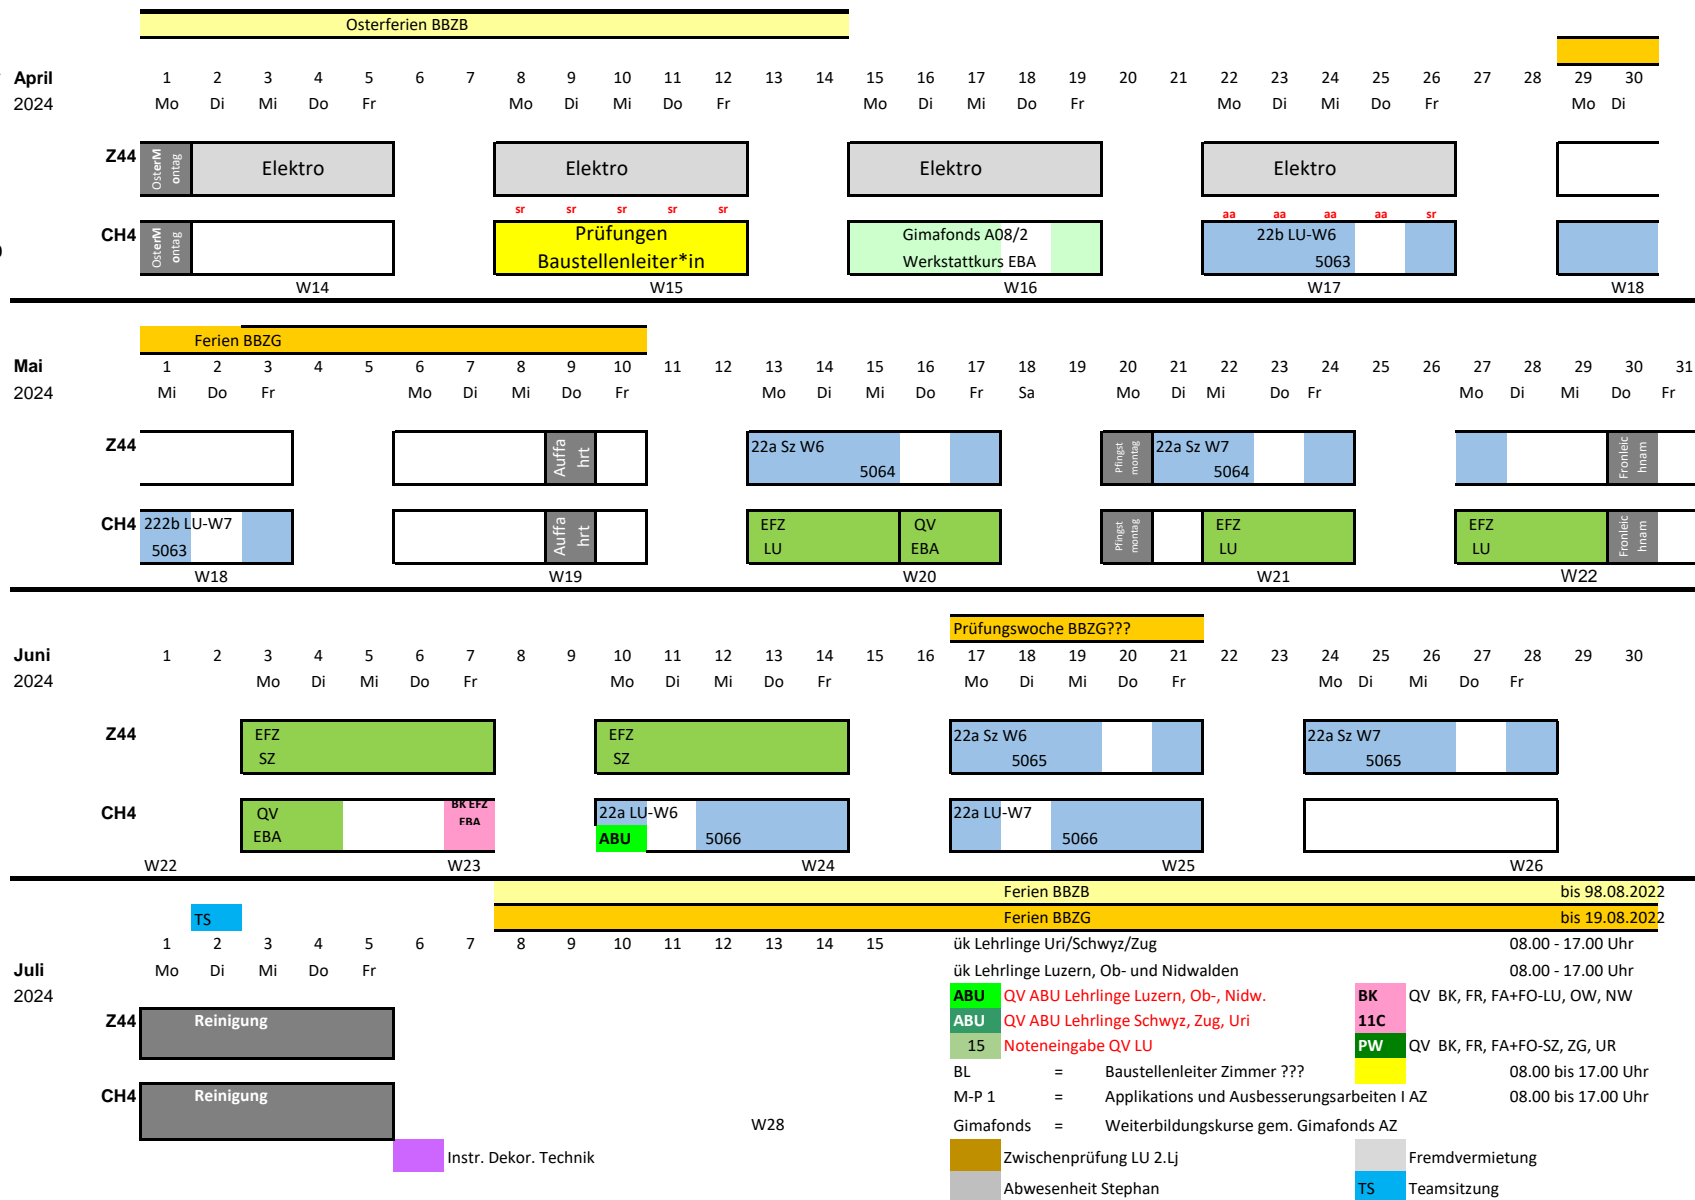 Osterferien BBZB
April 1 2 3 4 5 6 7 8 9 10 11 12 13 14 15 16 17 18 19 20 21 22 23 24 25 26 27 28 29 30
2024 Mo Di Mi Do Fr Mo Di Mi Do Fr Mo Di Mi Do Fr Mo Di Mi Do Fr Mo Di
Z44 OsterM ontag Elektro Elektro Elektro Elektro
sr sr sr sr sr aa aa aa aa sr
CH4 OsterM ontag Prüfungen Gimafonds A08/2 22b LU-W6
Baustellenleiter*in Werkstattkurs EBA 5063
W14 W15 W16 W17 W18
Ferien BBZG
Mai 1 2 3 4 5 6 7 8 9 10 11 12 13 14 15 16 17 18 19 20 21 22 23 24 25 26 27 28 29 30 31
2024 Mi Do Fr Mo Di Mi Do Fr Mo Di Mi Do Fr Sa Mo Di Mi Do Fr Mo Di Mi Do Fr
Z44 Auffa hrt 22a Sz W6 Pfingst montag 22a Sz W7 Fronleic hnam
5064 5064
CH4 222b LU-W7 Auffa hrt EFZ QV Pfingst montag EFZ EFZ Fronleic hnam
5063 LU EBA LU LU
W18 W19 W20 W21 W22
Prüfungswoche BBZG???
Juni 1 2 3 4 5 6 7 8 9 10 11 12 13 14 15 16 17 18 19 20 21 22 23 24 25 26 27 28 29 30
2024 Mo Di Mi Do Fr Mo Di Mi Do Fr Mo Di Mi Do Fr Mo Di Mi Do Fr
Z44 EFZ EFZ 22a Sz W6 22a Sz W7
SZ SZ 5065 5065
CH4 QV BK EFZ 22a LU-W6 22a LU-W7
EBA EBA ABU 5066 5066
W22 W23 W24 W25 W26
Ferien BBZB bis 98.08.2022
TS Ferien BBZG bis 19.08.2022
1 2 3 4 5 6 7 8 9 10 11 12 13 14 15 ük Lehrlinge Uri/Schwyz/Zug 08.00 - 17.00 Uhr
Juli Mo Di Mi Do Fr ük Lehrlinge Luzern, Ob- und Nidwalden 08.00 - 17.00 Uhr
2024 ABU QV ABU Lehrlinge Luzern, Ob-, Nidw. BK QV BK, FR, FA+FO-LU, OW, NW
Z44 Reinigung ABU QV ABU Lehrlinge Schwyz, Zug, Uri 11C
15 Noteneingabe QV LU PW QV BK, FR, FA+FO-SZ, ZG, UR
BL = Baustellenleiter Zimmer ??? 08.00 bis 17.00 Uhr
CH4 Reinigung M-P 1 = Applikations und Ausbesserungsarbeiten I AZ 08.00 bis 17.00 Uhr
W28 Gimafonds = Weiterbildungskurse gem. Gimafonds AZ
Instr. Dekor. Technik Zwischenprüfung LU 2.Lj Fremdvermietung
Abwesenheit Stephan TS Teamsitzung